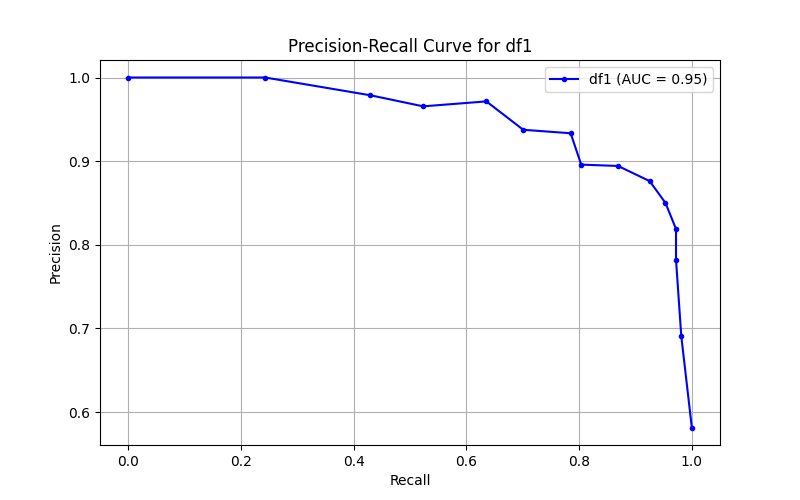 Precision-Recall Curve for df1
df1 (AUC = 0.95)
1.0
0.9
0.8
0.7
0.6
Precision
0.0 0.2 0.4 0.6 0.8 1.0
Recall